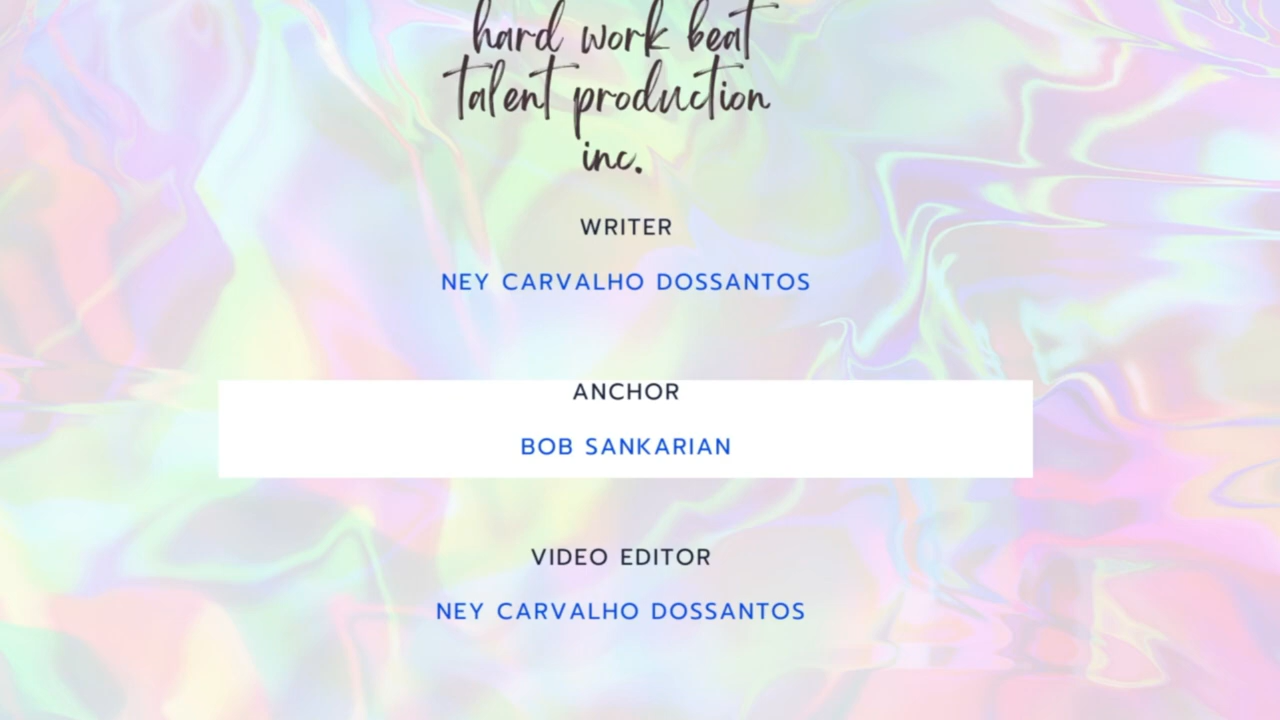 hard work beat
talent production
inc.
WRITER
NEY CARVALHO DOSSANTOS
ANCHOR
BOB SANKARIAN
VIDEO EDITOR
NEY CARVALHO DOSSANTOS